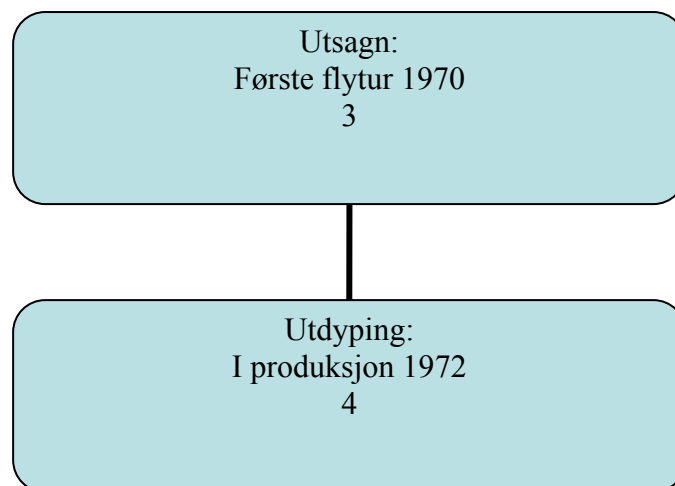 Utsagn:
Første flytur 1970
3
Utdyping:
I produksjon 1972
4